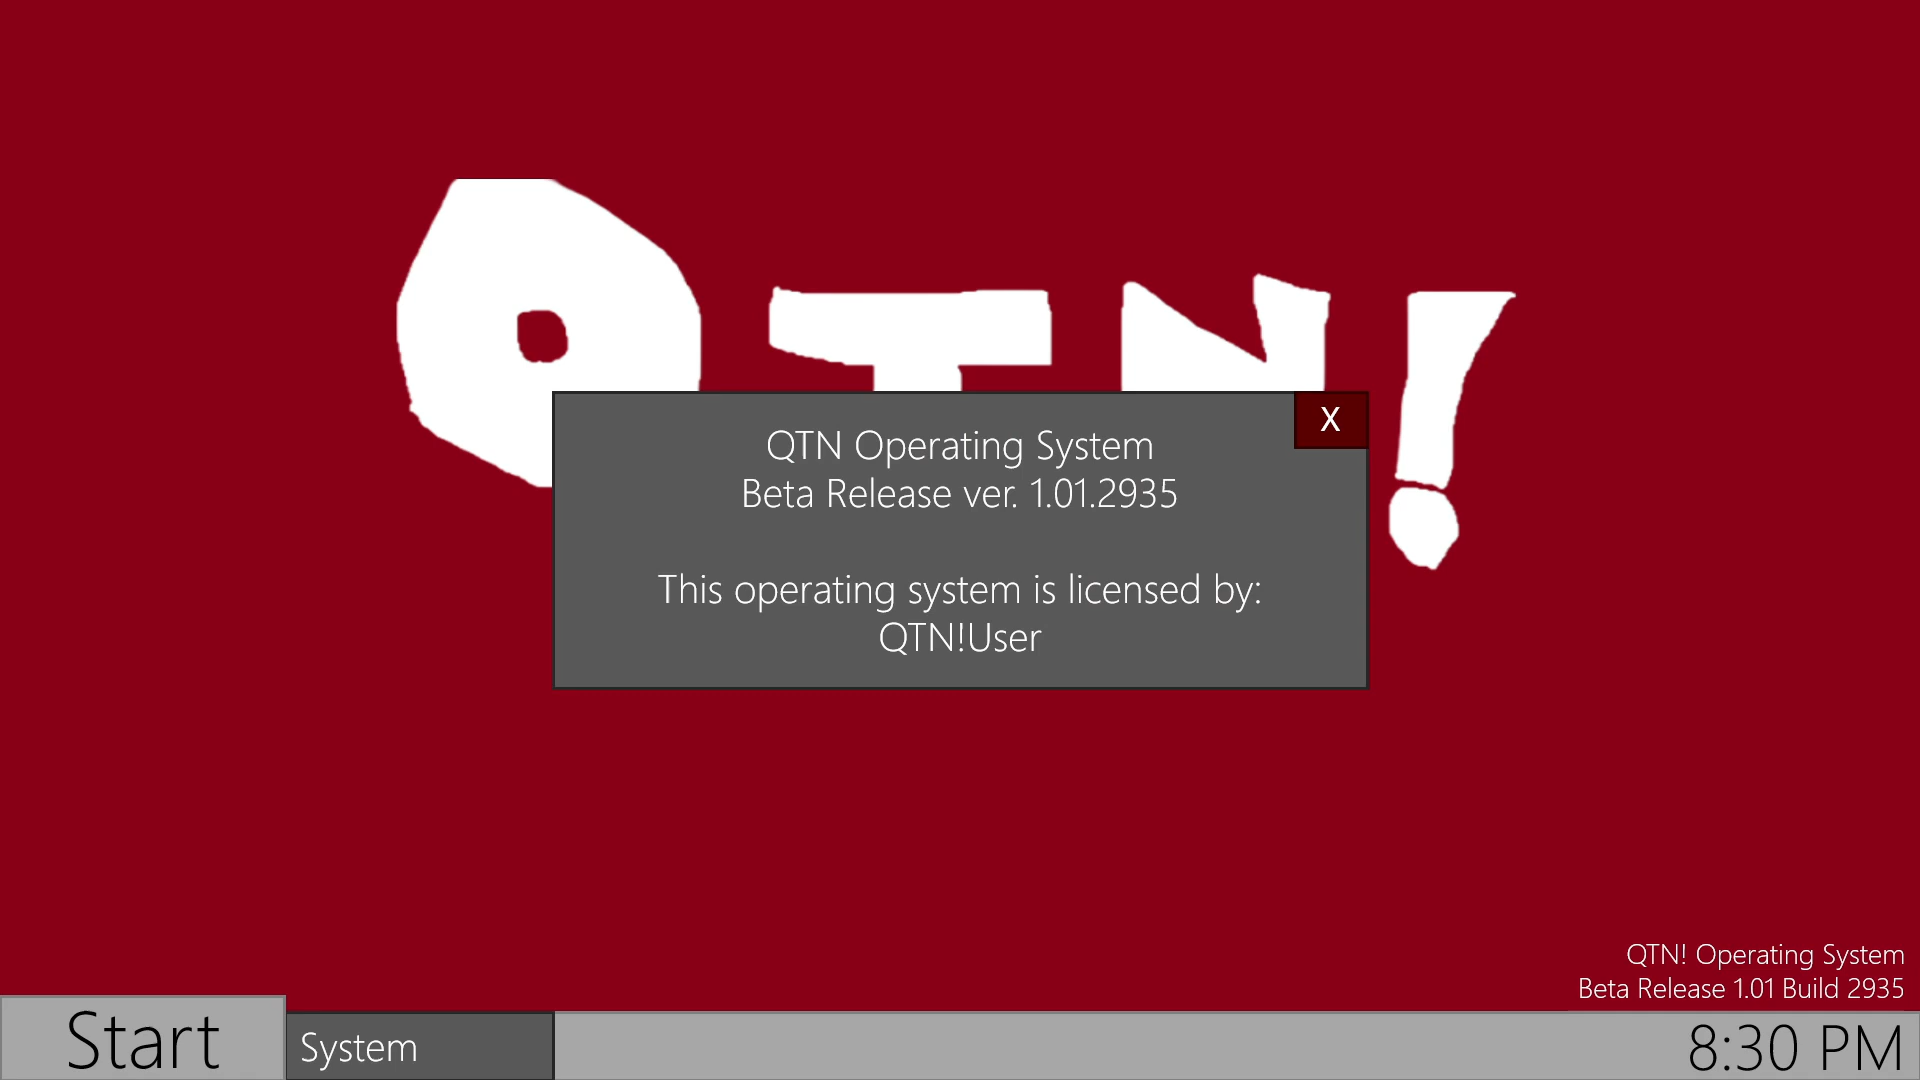 QTN!
X
QTN Operating System
Beta Release ver. 1.01.2935
This operating system is licensed by:
QTN!User
QTN! Operating System
Beta Release 1.01 Build 2935
Start
System
8:30 PM